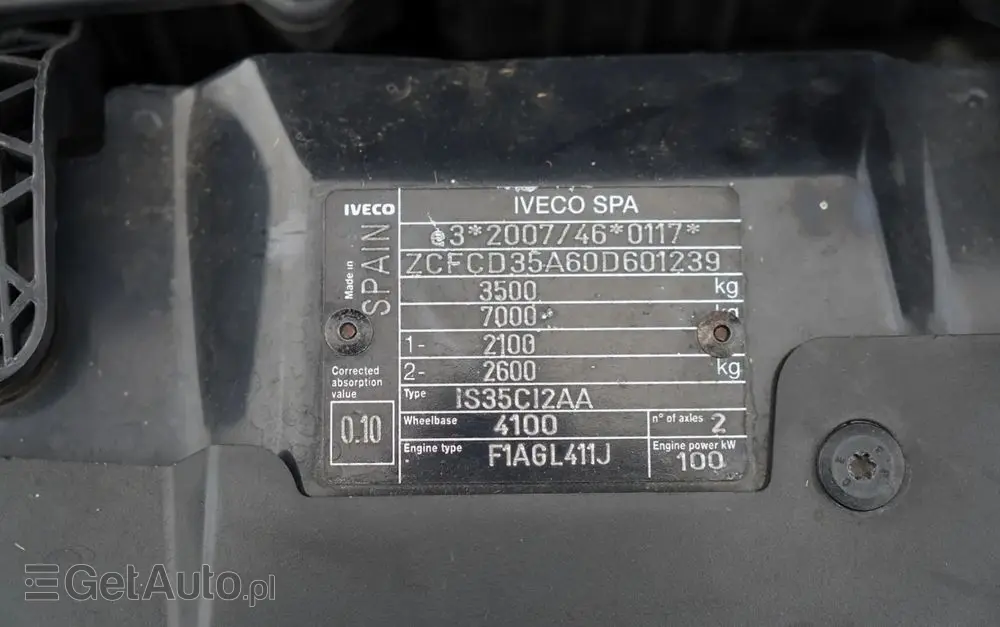 IVECO
Made in
SPAIN
IVECO SPA
e3*2007/46*0117*
ZCFCD35A60D601239
3500 kg
7000 kg
1- 2100
2- 2600 kg
Corrected
absorption
value
0.10
Type IS35CI2AA
Wheelbase 4100 n° of axles 2
Engine type F1AGL411J Engine power kW
100
GetAuto.pl